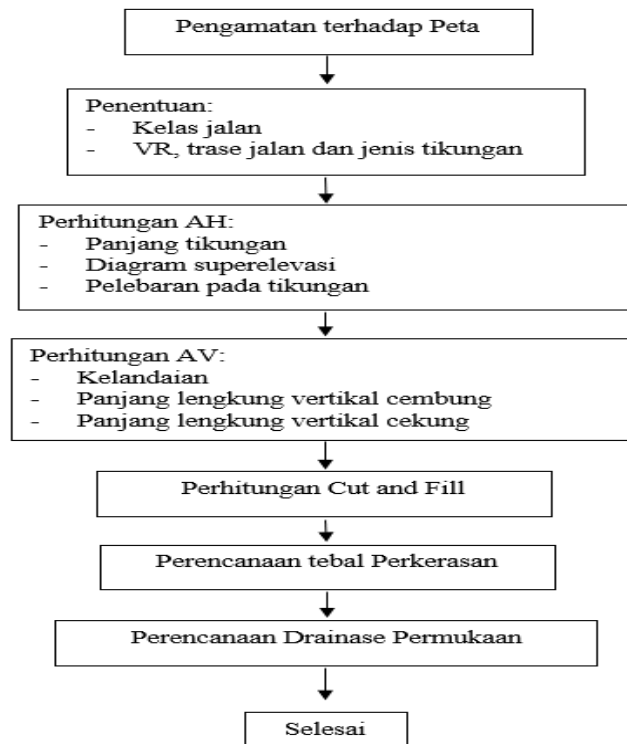 Pengamatan terhadap Peta
Penentuan:
- Kelas jalan
- VR, trase jalan dan jenis tikungan
Perhitungan AH:
- Panjang tikungan
- Diagram superelevasi
- Pelebaran pada tikungan
Perhitungan AV:
- Kelandaian
- Panjang lengkung vertikal cembung
- Panjang lengkung vertikal cekung
Perhitungan Cut and Fill
Perencanaan tebal Perkerasan
Perencanaan Drainase Permukaan
Selesai